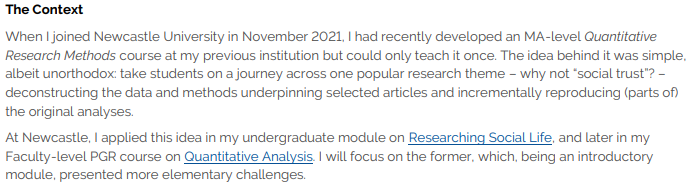 The Context
When I joined Newcastle University in November 2021, I had recently developed an MA-level Quantitative
Research Methods course at my previous institution but could only teach it once. The idea behind it was simple,
albeit unorthodox: take students on a journey across one popular research theme – why not “social trust”? –
deconstructing the data and methods underpinning selected articles and incrementally reproducing (parts of)
the original analyses.
At Newcastle, I applied this idea in my undergraduate module on Researching Social Life, and later in my
Faculty-level PGR course on Quantitative Analysis. I will focus on the former, which, being an introductory
module, presented more elementary challenges.